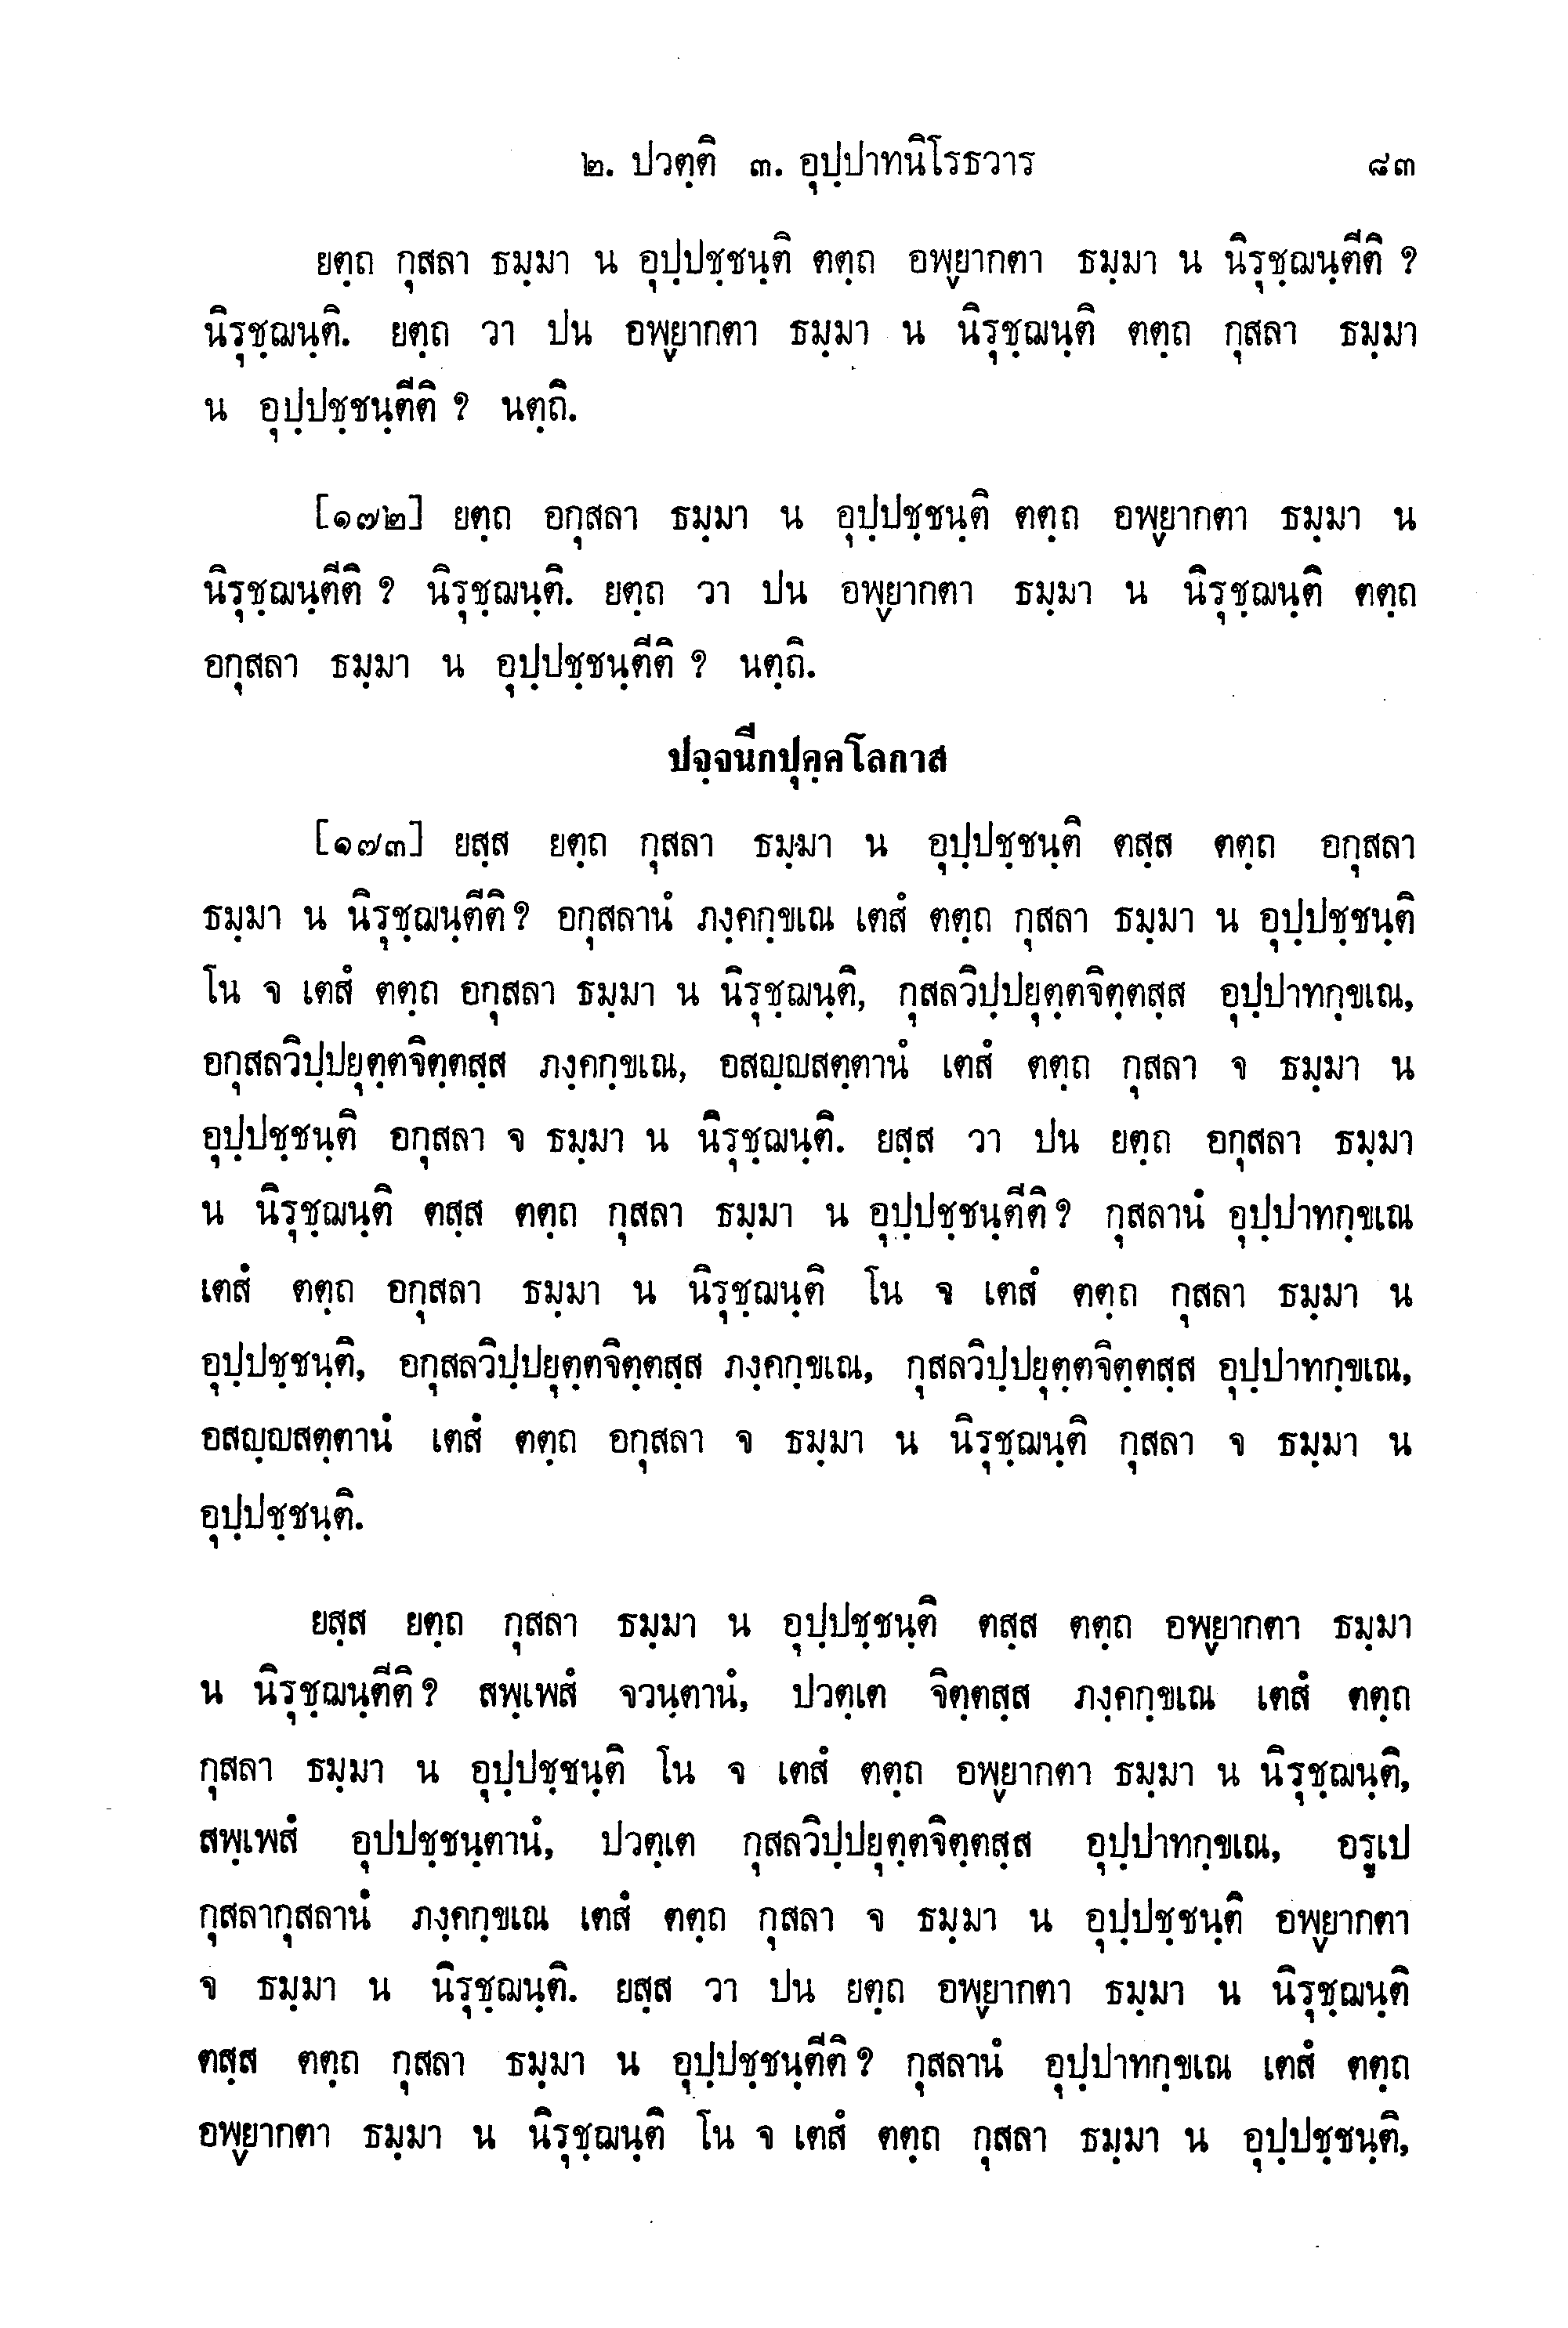 ๒. ปวตฺติ ๓. อุปฺปาทนิโรธวาร ๘๓
ยตฺถ กุสลา ธมฺมา น อุปฺปชฺชนฺติ ตตฺถ อพฺยากตา ธมฺมา น นิรุชฺฌนฺตีติ ?
นิรุชฺฌนฺติ. ยตฺถ วา ปน อพฺยากตา ธมฺมา น นิรุชฺฌนฺติ ตตฺถ กุสลา ธมฺมา
น อุปฺปชฺชนฺตีติ ? นตฺถิ.
[๑๗๒] ยตฺถ อกุสลา ธมฺมา น อุปฺปชฺชนฺติ ตตฺถ อพฺยากตา ธมฺมา น
นิรุชฺฌนฺตีติ ? นิรุชฺฌนฺติ. ยตฺถ วา ปน อพฺยากตา ธมฺมา น นิรุชฺฌนฺติ ตตฺถ
อกุสลา ธมฺมา น อุปฺปชฺชนฺตีติ ? นตฺถิ.
ปจฺจนีกปุคฺคโลกาส
[๑๗๓] ยสฺส ยตฺถ กุสลา ธมฺมา น อุปฺปชฺชนฺติ ตสฺส ตตฺถ อกุสลา
ธมฺมา น นิรุชฺฌนฺตีติ ? อกุสลานํ ภงฺคกฺขเณ เตสํ ตตฺถ กุสลา ธมฺมา น อุปฺปชฺชนฺติ
โน จ เตสํ ตตฺถ อกุสลา ธมฺมา น นิรุชฺฌนฺติ, กุสลวิปฺปยุตฺตจิตฺตสฺส อุปฺปาทกฺขเณ,
อกุสลวิปฺปยุตฺตจิตฺตสฺส ภงฺคกฺขเณ, อสญฺญสตฺตานํ เตสํ ตตฺถ กุสลา จ ธมฺมา น
อุปฺปชฺชนฺติ อกุสลา จ ธมฺมา น นิรุชฺฌนฺติ. ยสฺส วา ปน ยตฺถ อกุสลา ธมฺมา
น นิรุชฺฌนฺติ ตสฺส ตตฺถ กุสลา ธมฺมา น อุปฺปชฺชนฺตีติ ? กุสลานํ อุปฺปาทกฺขเณ
เตสํ ตตฺถ อกุสลา ธมฺมา น นิรุชฺฌนฺติ โน จ เตสํ ตตฺถ กุสลา ธมฺมา น
อุปฺปชฺชนฺติ, อกุสลวิปฺปยุตฺตจิตฺตสฺส ภงฺคกฺขเณ, กุสลวิปฺปยุตฺตจิตฺตสฺส อุปฺปาทกฺขเณ,
อสญฺญสตฺตานํ เตสํ ตตฺถ อกุสลา จ ธมฺมา น นิรุชฺฌนฺติ กุสลา จ ธมฺมา น
อุปฺปชฺชนฺติ.
ยสฺส ยตฺถ กุสลา ธมฺมา น อุปฺปชฺชนฺติ ตสฺส ตตฺถ อพฺยากตา ธมฺมา
น นิรุชฺฌนฺตีติ ? สพฺเพสํ จวนฺตานํ, ปวตฺเต จิตฺตสฺส ภงฺคกฺขเณ เตสํ ตตฺถ
กุสลา ธมฺมา น อุปฺปชฺชนฺติ โน จ เตสํ ตตฺถ อพฺยากตา ธมฺมา น นิรุชฺฌนฺติ,
สพฺเพสํ อุปปชฺชนฺตานํ, ปวตฺเต กุสลวิปฺปยุตฺตจิตฺตสฺส อุปฺปาทกฺขเณ, อรูเป
กุสลากุสลานํ ภงฺคกฺขเณ เตสํ ตตฺถ กุสลา จ ธมฺมา น อุปฺปชฺชนฺติ อพฺยากตา
จ ธมฺมา น นิรุชฺฌนฺติ. ยสฺส วา ปน ยตฺถ อพฺยากตา ธมฺมา น นิรุชฺฌนฺติ
ตสฺส ตตฺถ กุสลา ธมฺมา น อุปฺปชฺชนฺตีติ ? กุสลานํ อุปฺปาทกฺขเณ เตสํ ตตฺถ
อพฺยากตา ธมฺมา น นิรุชฺฌนฺติ โน จ เตสํ ตตฺถ กุสลา ธมฺมา น อุปฺปชฺชนฺติ,